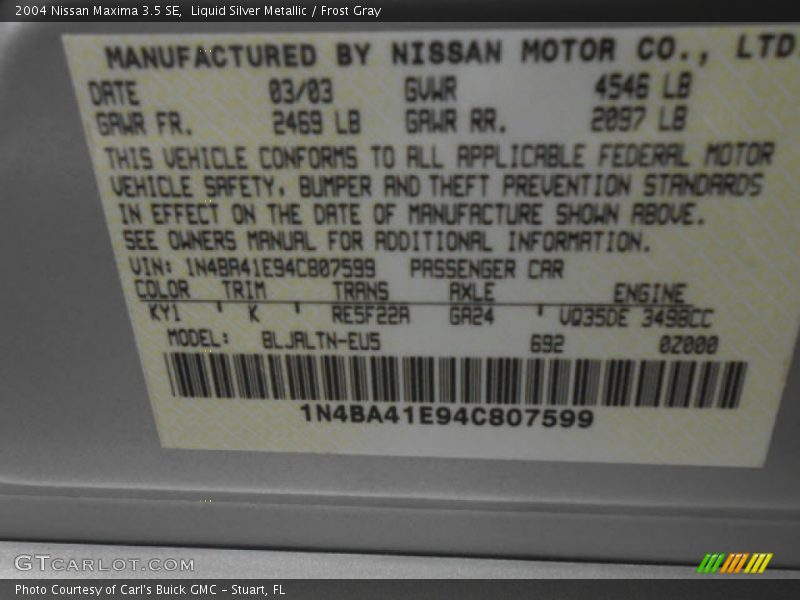 2004 Nissan Maxima 3.5 SE,  Liquid Silver Metallic / Frost Gray
MANUFACTURED BY NISSAN MOTOR CO., LTD
DATE 03/03 GVWR 4546 LB
GAWR FR. 2469 LB GAWR RR. 2097 LB
THIS VEHICLE CONFORMS TO ALL APPLICABLE FEDERAL MOTOR
VEHICLE SAFETY, BUMPER AND THEFT PREVENTION STANDARDS
IN EFFECT ON THE DATE OF MANUFACTURE SHOWN ABOVE.
SEE OWNERS MANUAL FOR ADDITIONAL INFORMATION.
VIN: 1N4BA41E94C807599 PASSENGER CAR
COLOR TRIM TRANS AXLE ENGINE
KY1 K RE5F22A GA24 VQ35DE 3498CC
MODEL: BLJALTN-EU5 692 0Z000
1N4BA41E94C807599
GTCARLOT.COM
Photo Courtesy of Carl's Buick GMC – Stuart, FL